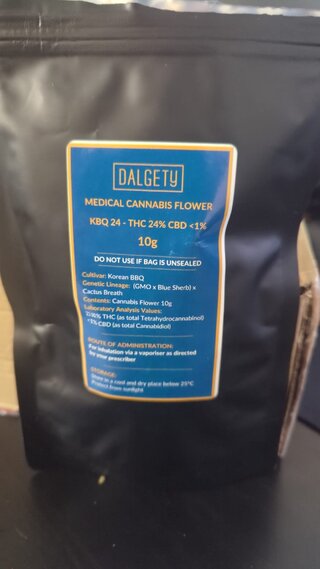 DALGETY
MEDICAL CANNABIS FLOWER
KBQ 24 - THC 24% CBD <1%
10g
DO NOT USE IF BAG IS UNSEALED
Cultivar: Korean BBQ
Genetic Lineage: (GMO x Blue Sherb) x
Cactus Breath
Contents: Cannabis Flower 10g
Laboratory Analysis Values:
THC (as total Tetrahydrocannabinol)
<1% CBD (as total Cannabidiol)
ROUTE OF ADMINISTRATION:
For inhalation via a vaporiser as directed
by your prescriber
STORAGE:
Store in a cool and dry place below 25°C
Protect from sunlight